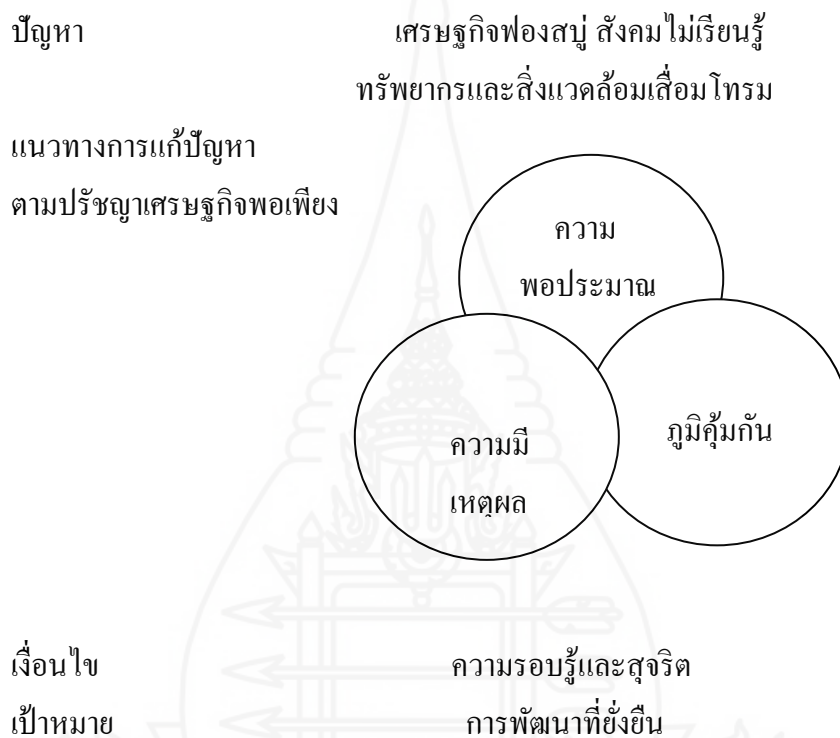 ปัญหา เศรษฐกิจฟองสบู่ สังคมไม่เรียนรู้
ทรัพยากรและสิ่งแวดล้อมเสื่อมโทรม
แนวทางการแก้ปัญหา
ตามปรัชญาเศรษฐกิจพอเพียง
ความ
พอประมาณ
ภูมิคุ้มกัน
ความมี
เหตุผล
เงื่อนไข ความรอบรู้และสุจริต
เป้าหมาย การพัฒนาที่ยั่งยืน